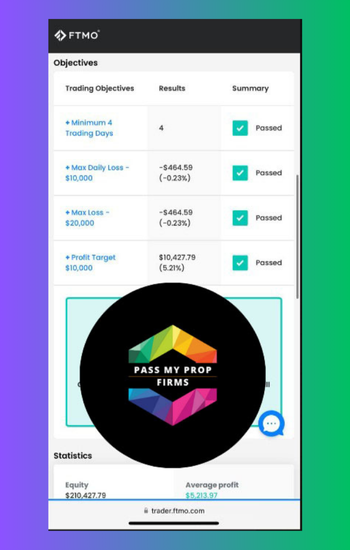 FTMO
Objectives
Trading Objectives Results Summary
+ Minimum 4
Trading Days
4
Passed
+ Max Daily Loss -
$10,000
-$464.59
(-0.23%)
Passed
+ Max Loss -
$20,000
-$464.59
(-0.23%)
Passed
+ Profit Target
$10,000
$10,427.79
(5.21%)
Passed
PASS MY PROP
FIRMS
Statistics
Equity
$210,427.79
Average profit
$5,213.97
trader.ftmo.com